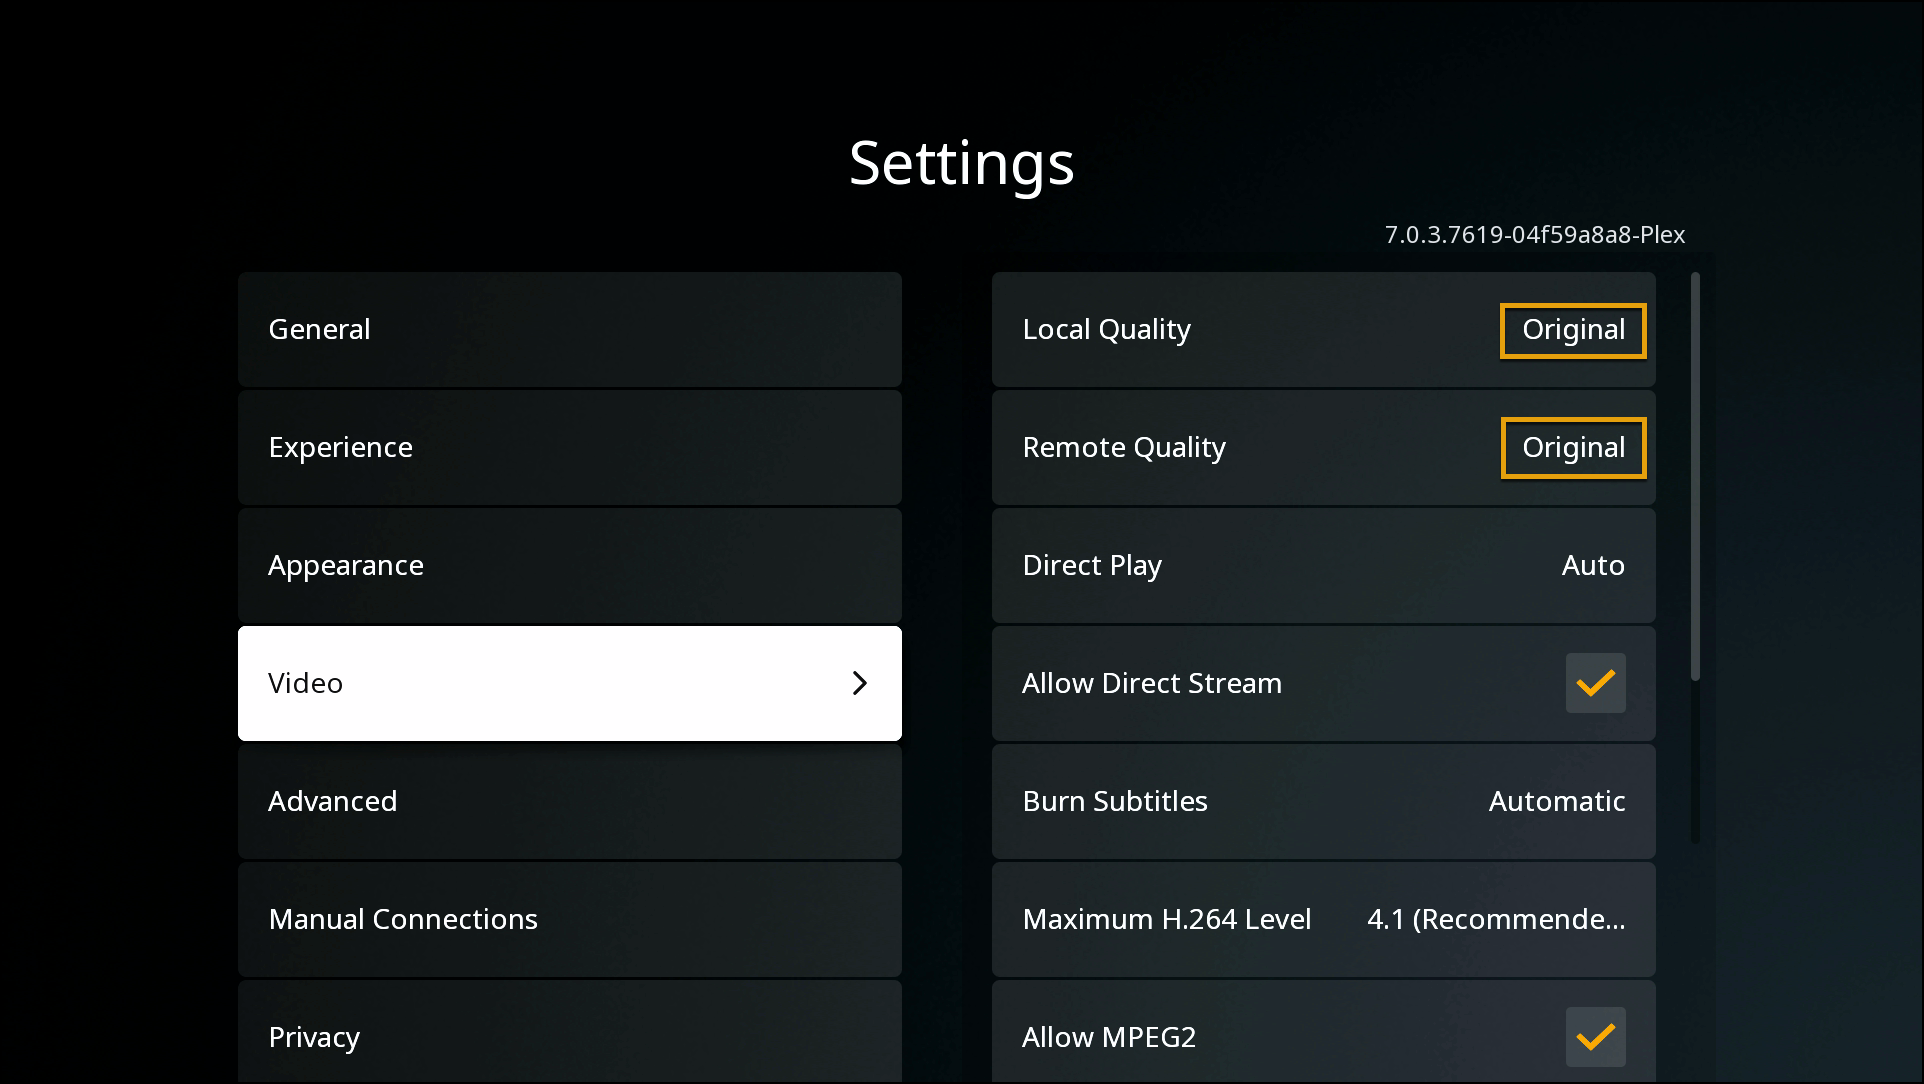 Settings
7.0.3.7619-04f59a8a8-Plex
General
Experience
Appearance
Video
Advanced
Manual Connections
Privacy
Local Quality Original
Remote Quality Original
Direct Play Auto
Allow Direct Stream
Burn Subtitles Automatic
Maximum H.264 Level 4.1 (Recommende...
Allow MPEG2